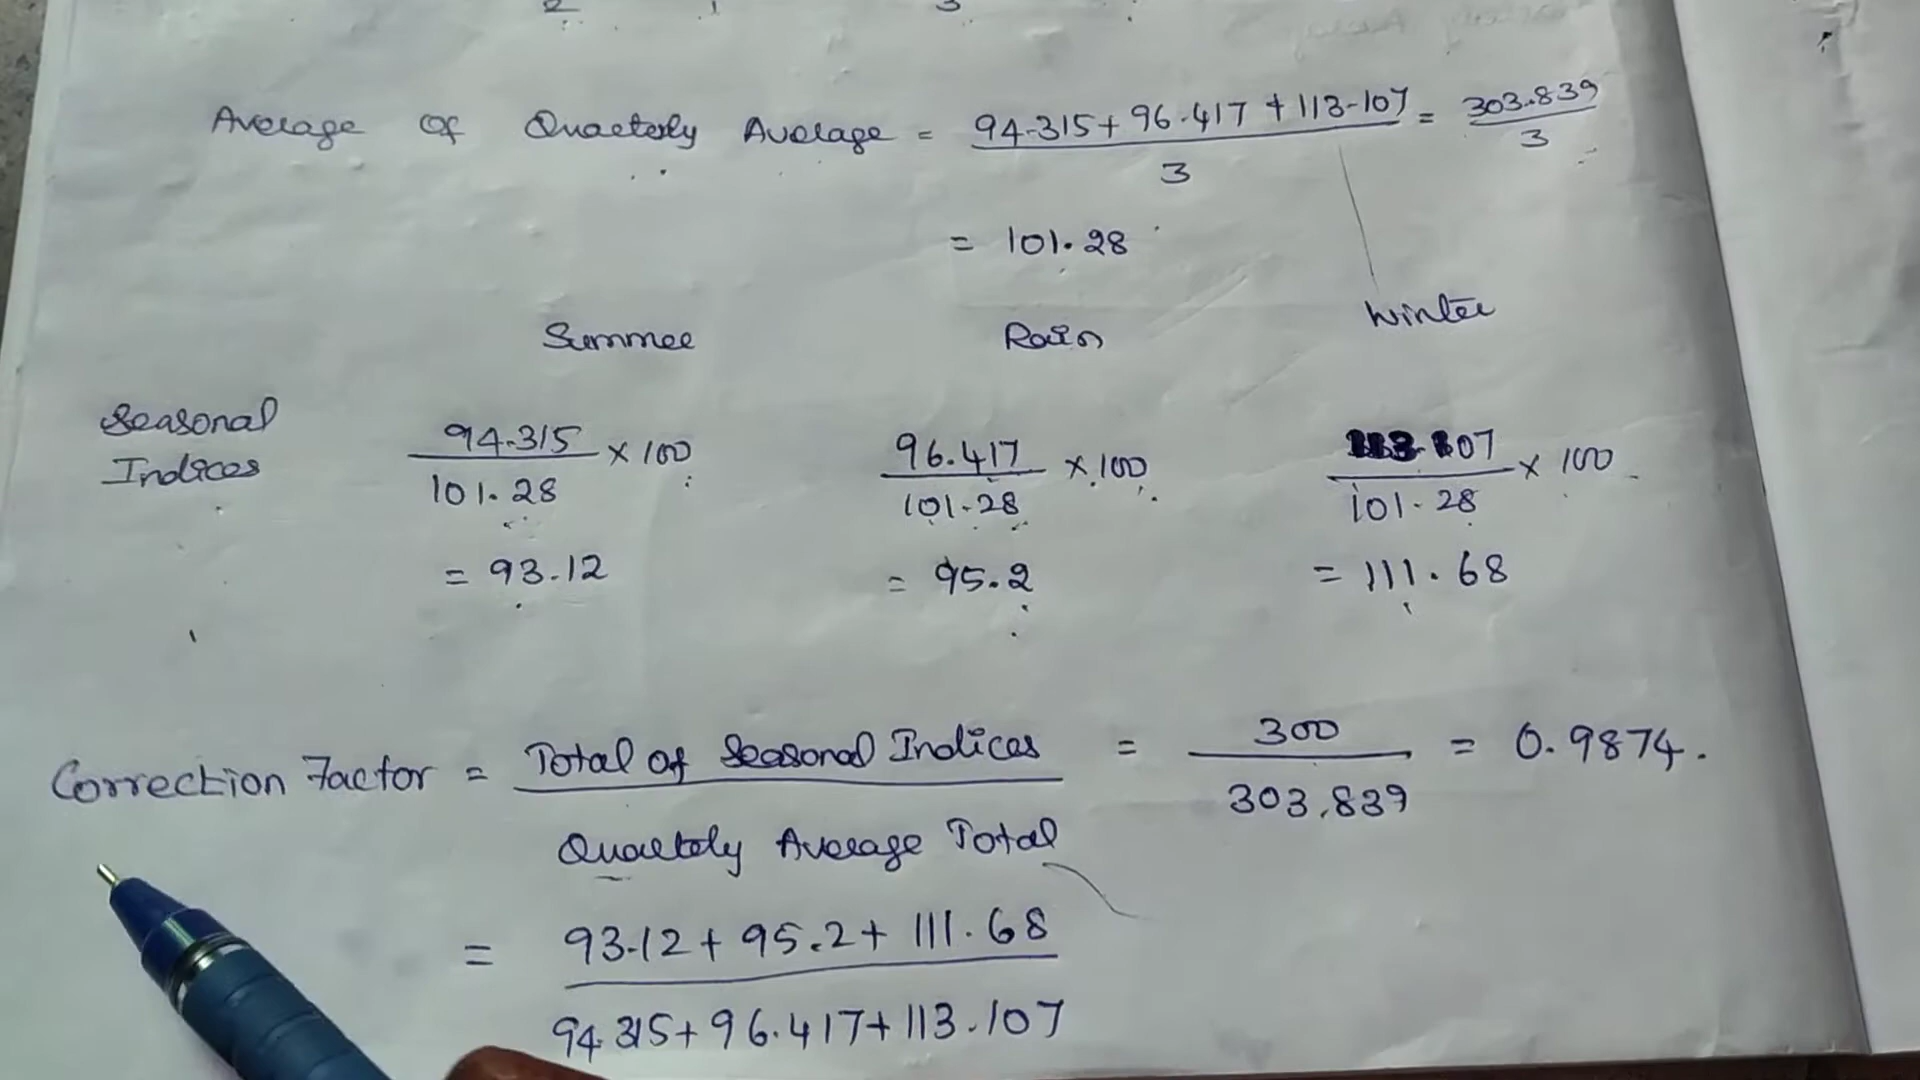 Average of Quarterly Average = 94.315 + 96.417 + 113.107 / 3 = 303.839 / 3
= 101.28
Summer Rain Winter
Seasonal Indices 94.315 / 101.28 × 100 96.417 / 101.28 × 100 113.107 / 101.28 × 100
= 93.12 = 95.2 = 111.68
Correction Factor = Total of Seasonal Indices / Quartely Average Total = 300 / 303.839 = 0.9874.
= 93.12 + 95.2 + 111.68 / 94.315 + 96.417 + 113.107